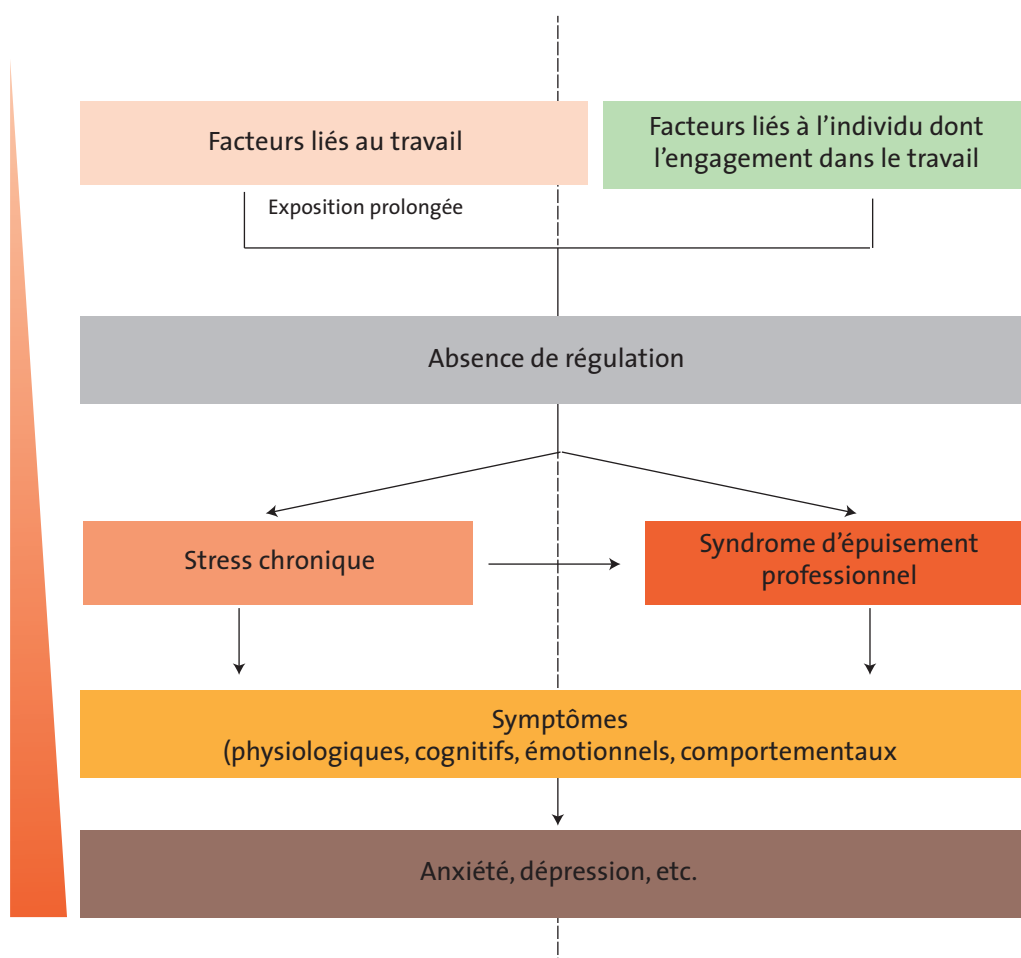 Facteurs liés au travail
Facteurs liés à l’individu dont
l’engagement dans le travail
Exposition prolongée
Absence de régulation
Stress chronique
Syndrome d’épuisement
professionnel
Symptômes
(physiologiques, cognitifs, émotionnels, comportementaux
Anxiété, dépression, etc.